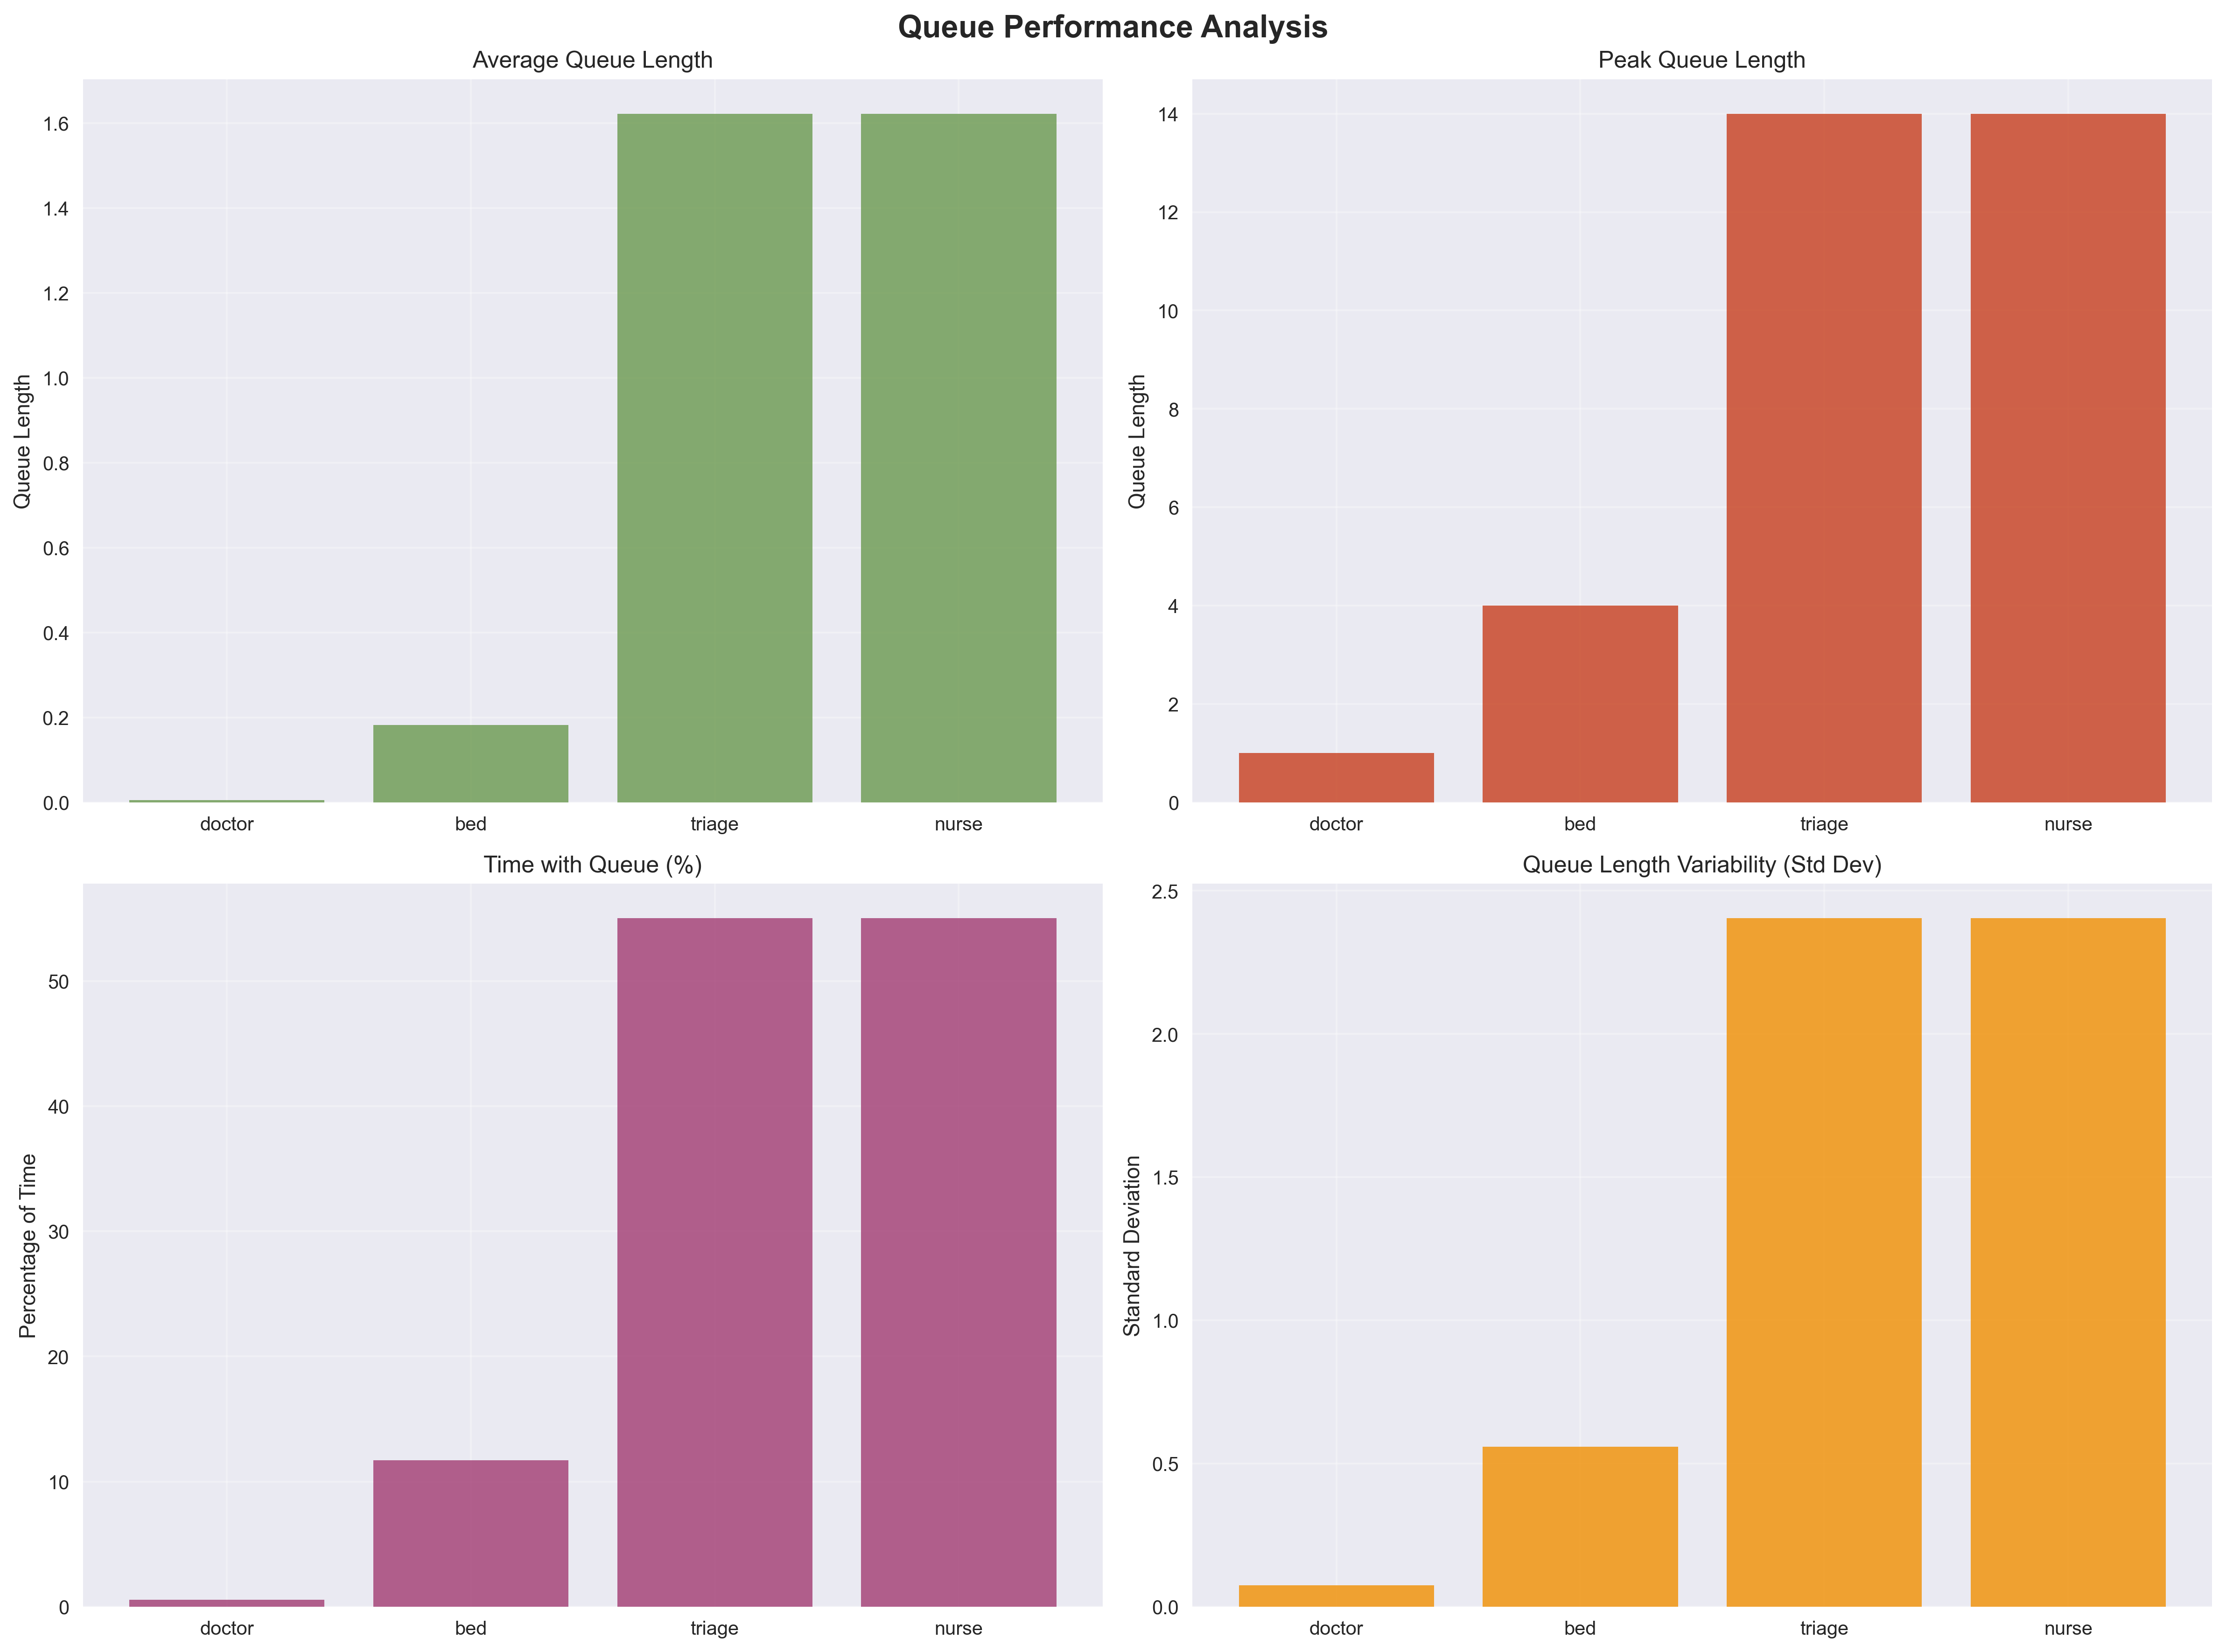 Queue Performance Analysis
Average Queue Length
Queue Length
1.6
1.4
1.2
1.0
0.8
0.6
0.4
0.2
0.0
doctor bed triage nurse
Peak Queue Length
Queue Length
14
12
10
8
6
4
2
0
doctor bed triage nurse
Time with Queue (%)
Percentage of Time
50
40
30
20
10
0
doctor bed triage nurse
Queue Length Variability (Std Dev)
Standard Deviation
2.5
2.0
1.5
1.0
0.5
0.0
doctor bed triage nurse